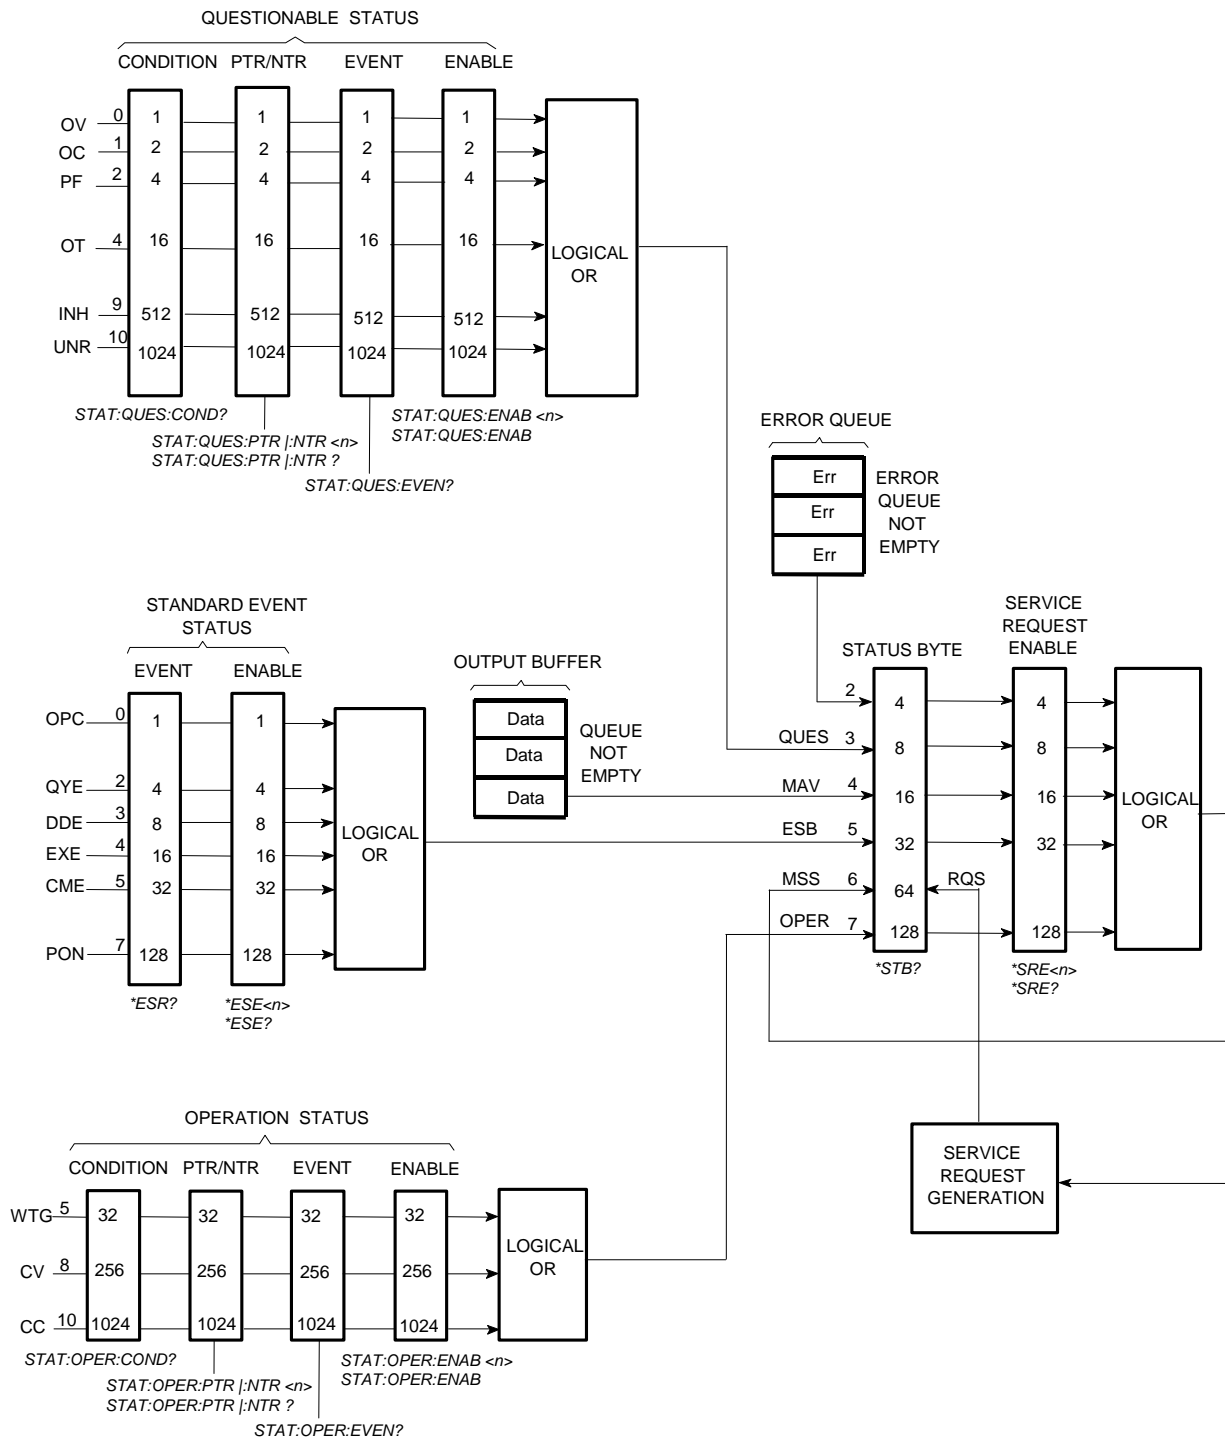 QUESTIONABLE STATUS
CONDITION PTR/NTR EVENT ENABLE
OV 0 1 1 1 1
OC 1 2 2 2 2
PF 2 4 4 4 4
OT 4 16 16 16 16
LOGICAL
OR
INH 9 512 512 512 512
UNR 10 1024 1024 1024 1024
STAT:QUES:COND?
STAT:QUES:PTR |:NTR <n>
STAT:QUES:PTR |:NTR ?
STAT:QUES:EVEN?
STAT:QUES:ENAB <n>
STAT:QUES:ENAB
ERROR QUEUE
Err
Err
Err
ERROR
QUEUE
NOT
EMPTY
STANDARD EVENT
STATUS
EVENT ENABLE
OPC 0 1 1
QYE 2 4 4
DDE 3 8 8
EXE 4 16 16
CME 5 32 32
PON 7 128 128
LOGICAL
OR
*ESR?
*ESE<n>
*ESE?
OUTPUT BUFFER
Data
Data
Data
QUEUE
NOT
EMPTY
STATUS BYTE
SERVICE
REQUEST
ENABLE
2 4 4
QUES 3 8 8
MAV 4 16 16
ESB 5 32 32
MSS 6 64 RQS
OPER 7 128 128
LOGICAL
OR
*STB?
*SRE<n>
*SRE?
SERVICE
REQUEST
GENERATION
OPERATION STATUS
CONDITION PTR/NTR EVENT ENABLE
WTG 5 32 32 32 32
CV 8 256 256 256 256
CC 10 1024 1024 1024 1024
LOGICAL
OR
STAT:OPER:COND?
STAT:OPER:PTR |:NTR <n>
STAT:OPER:PTR |:NTR ?
STAT:OPER:EVEN?
STAT:OPER:ENAB <n>
STAT:OPER:ENAB